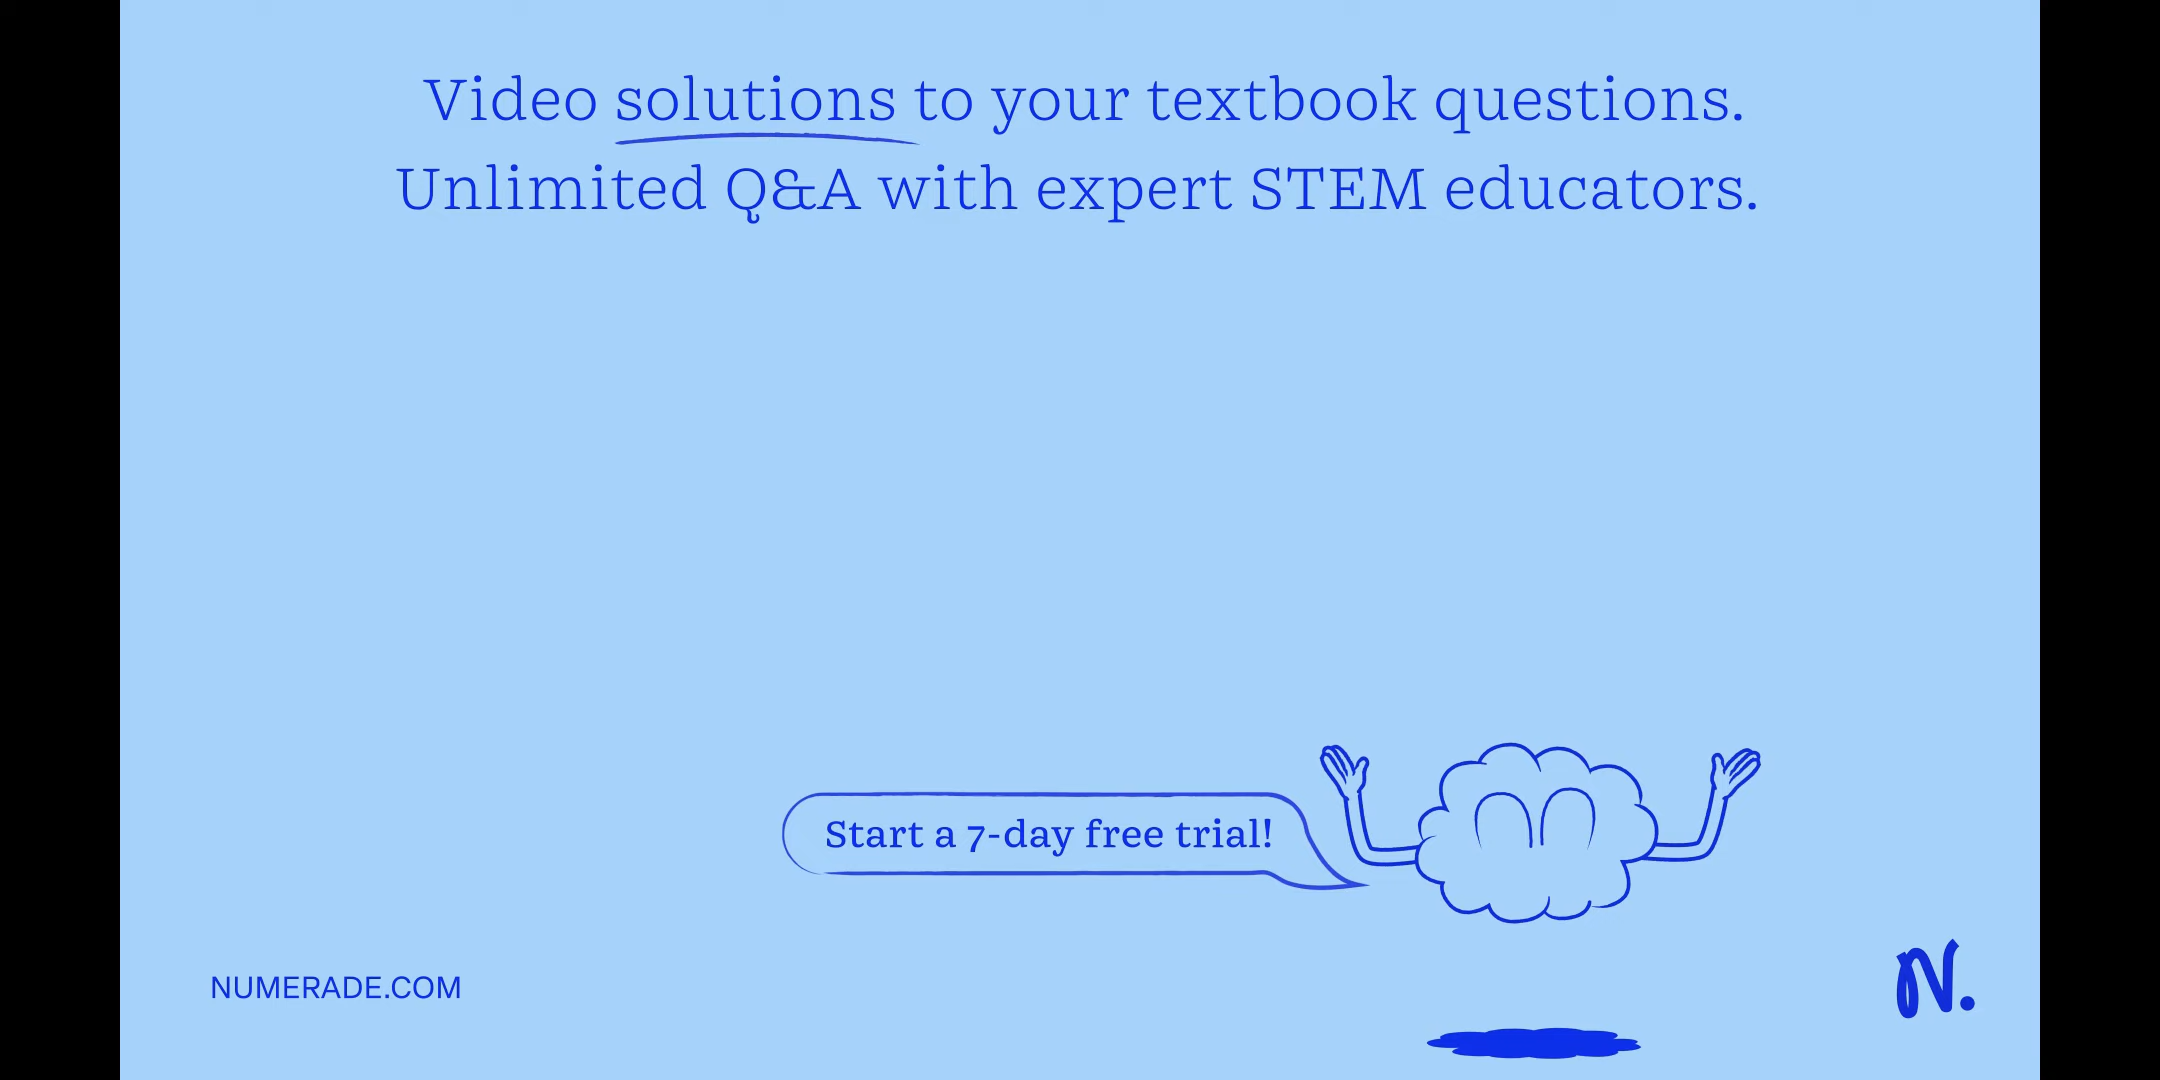 Video solutions to your textbook questions.
Unlimited Q&A with expert STEM educators.
Start a 7-day free trial!
NUMERADE.COM
N.